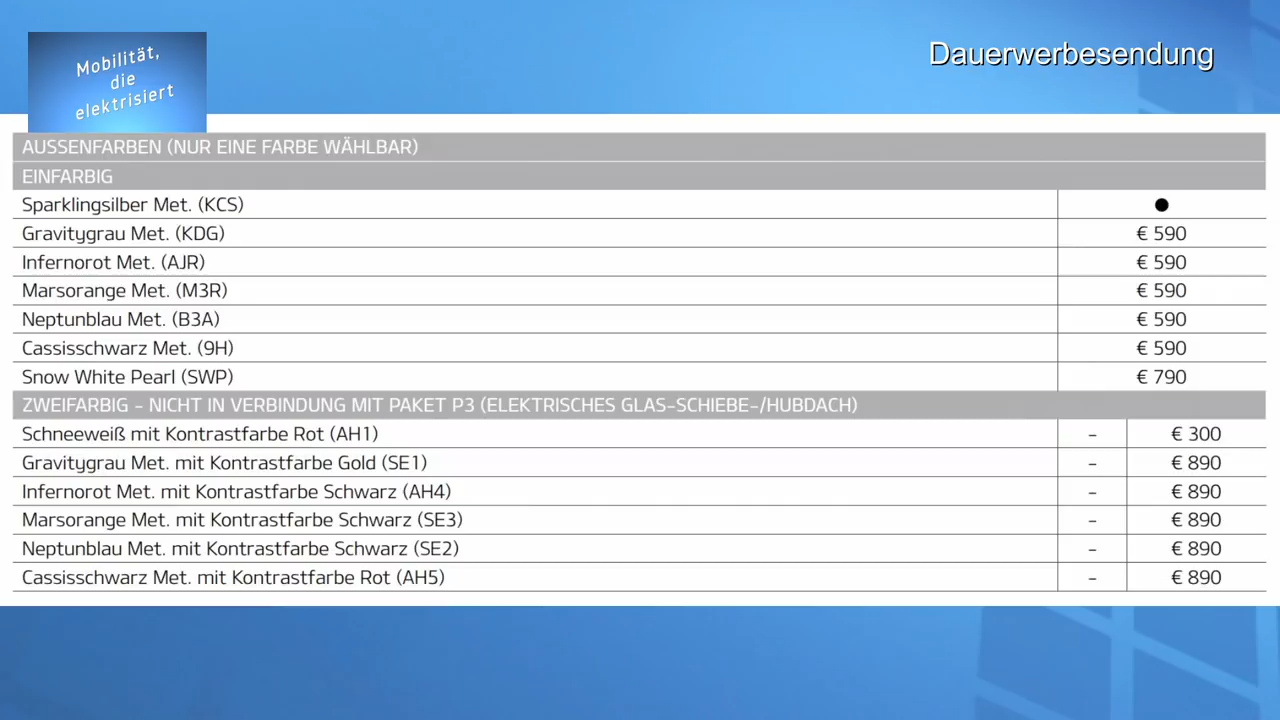 Mobilität,
die
elektrisiert
Dauerwerbesendung
AUSSENFARBEN (NUR EINE FARBE WÄHLBAR)
EINFARBIG
Sparklingsilber Met. (KCS) ●
Gravitygrau Met. (KDG) € 590
Infernorot Met. (AJR) € 590
Marsorange Met. (M3R) € 590
Neptunblau Met. (B3A) € 590
Cassisschwarz Met. (9H) € 590
Snow White Pearl (SWP) € 790
ZWEIFARBIG - NICHT IN VERBINDUNG MIT PAKET P3 (ELEKTRISCHES GLAS-SCHIEBE-/HUBDACH)
Schneeweiß mit Kontrastfarbe Rot (AH1) - € 300
Gravitygrau Met. mit Kontrastfarbe Gold (SE1) - € 890
Infernorot Met. mit Kontrastfarbe Schwarz (AH4) - € 890
Marsorange Met. mit Kontrastfarbe Schwarz (SE3) - € 890
Neptunblau Met. mit Kontrastfarbe Schwarz (SE2) - € 890
Cassisschwarz Met. mit Kontrastfarbe Rot (AH5) - € 890